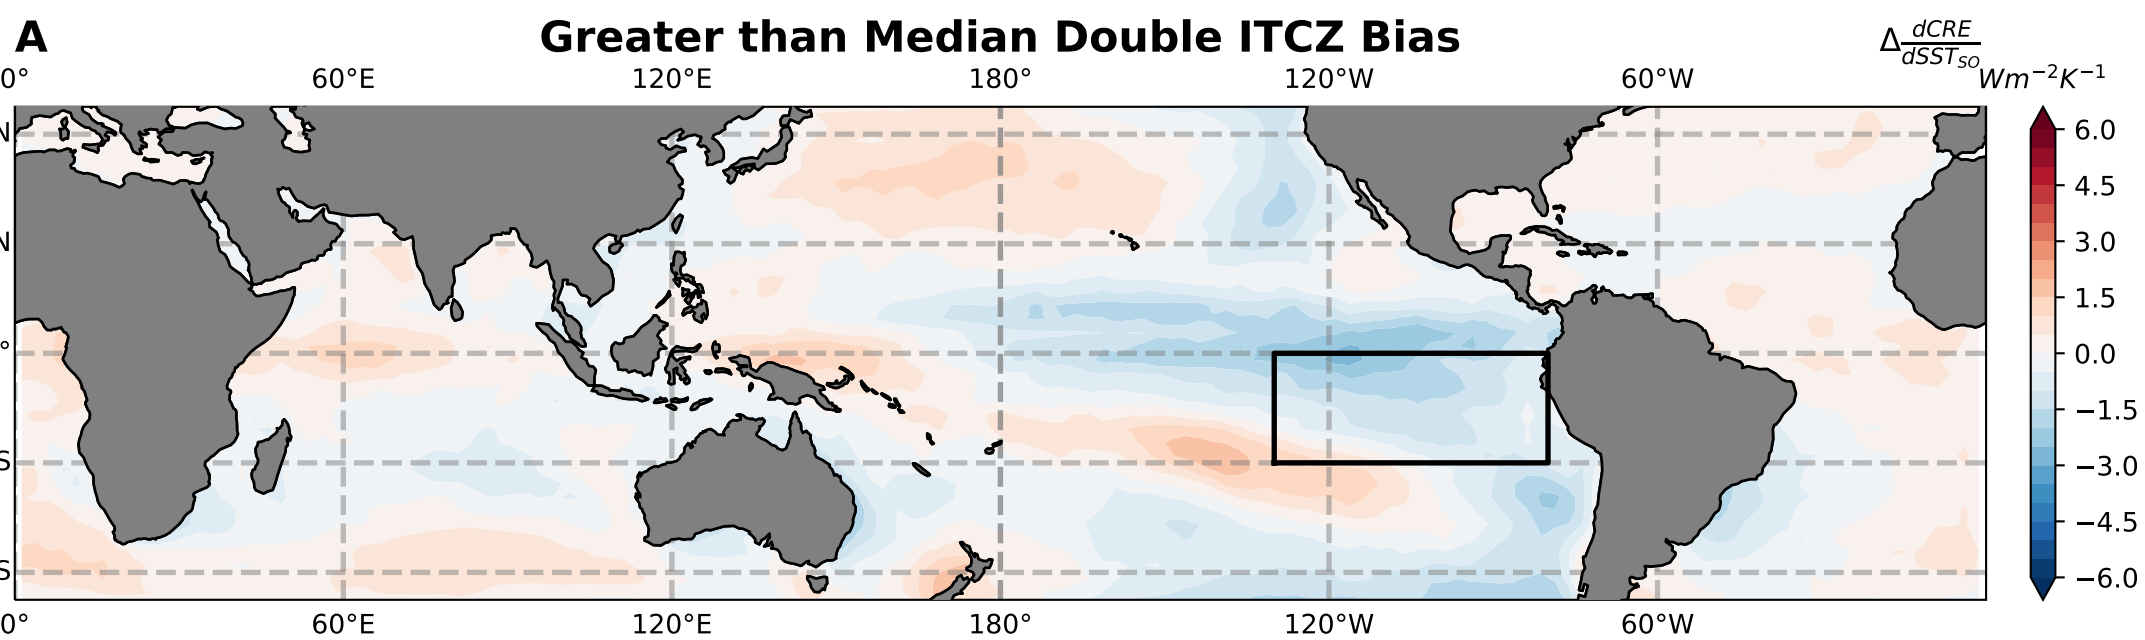 A
Greater than Median Double ITCZ Bias
Δ dCRE/dSST_SO
Wm⁻²K⁻¹
0° 60°E 120°E 180° 120°W 60°W
N
N
°
S
S
6.0
4.5
3.0
1.5
0.0
−1.5
−3.0
−4.5
−6.0
0° 60°E 120°E 180° 120°W 60°W